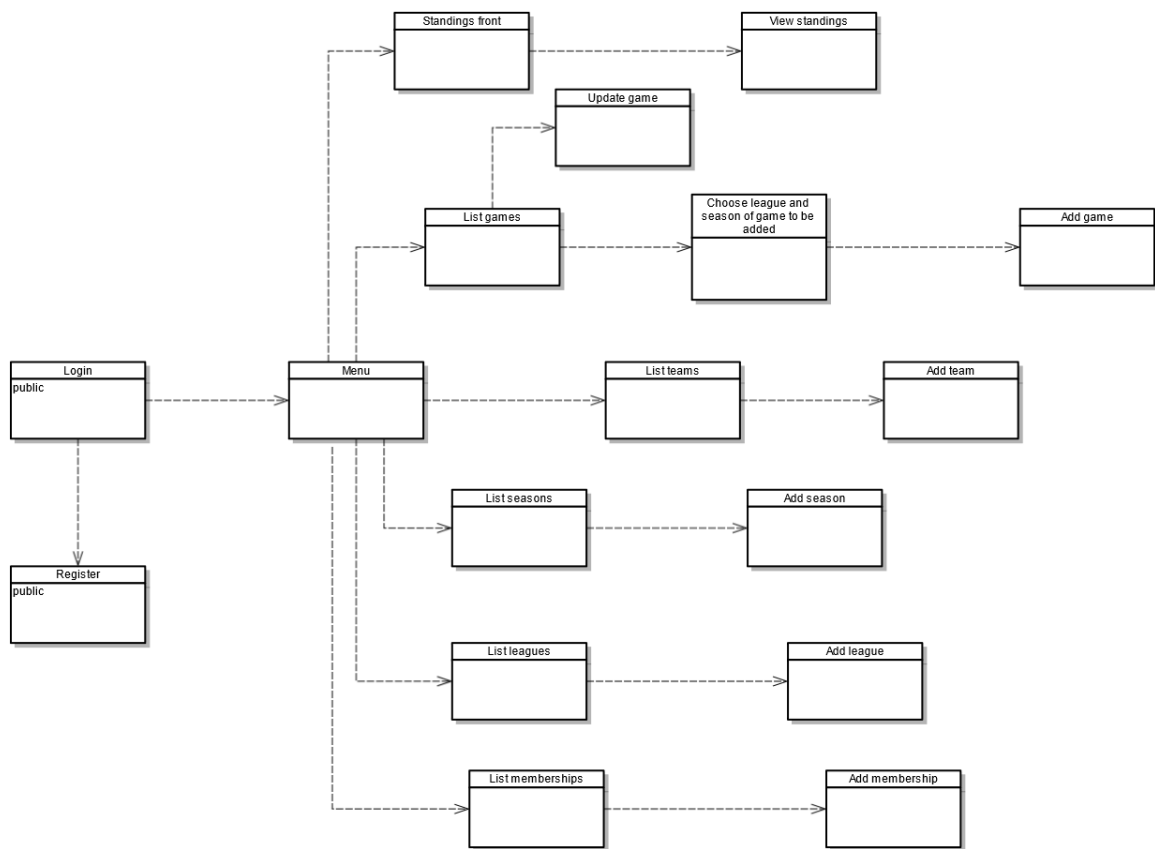 Standings front
View standings
Update game
List games
Choose league and
season of game to be
added
Add game
Login
public
Menu
List teams
Add team
List seasons
Add season
Register
public
List leagues
Add league
List memberships
Add membership